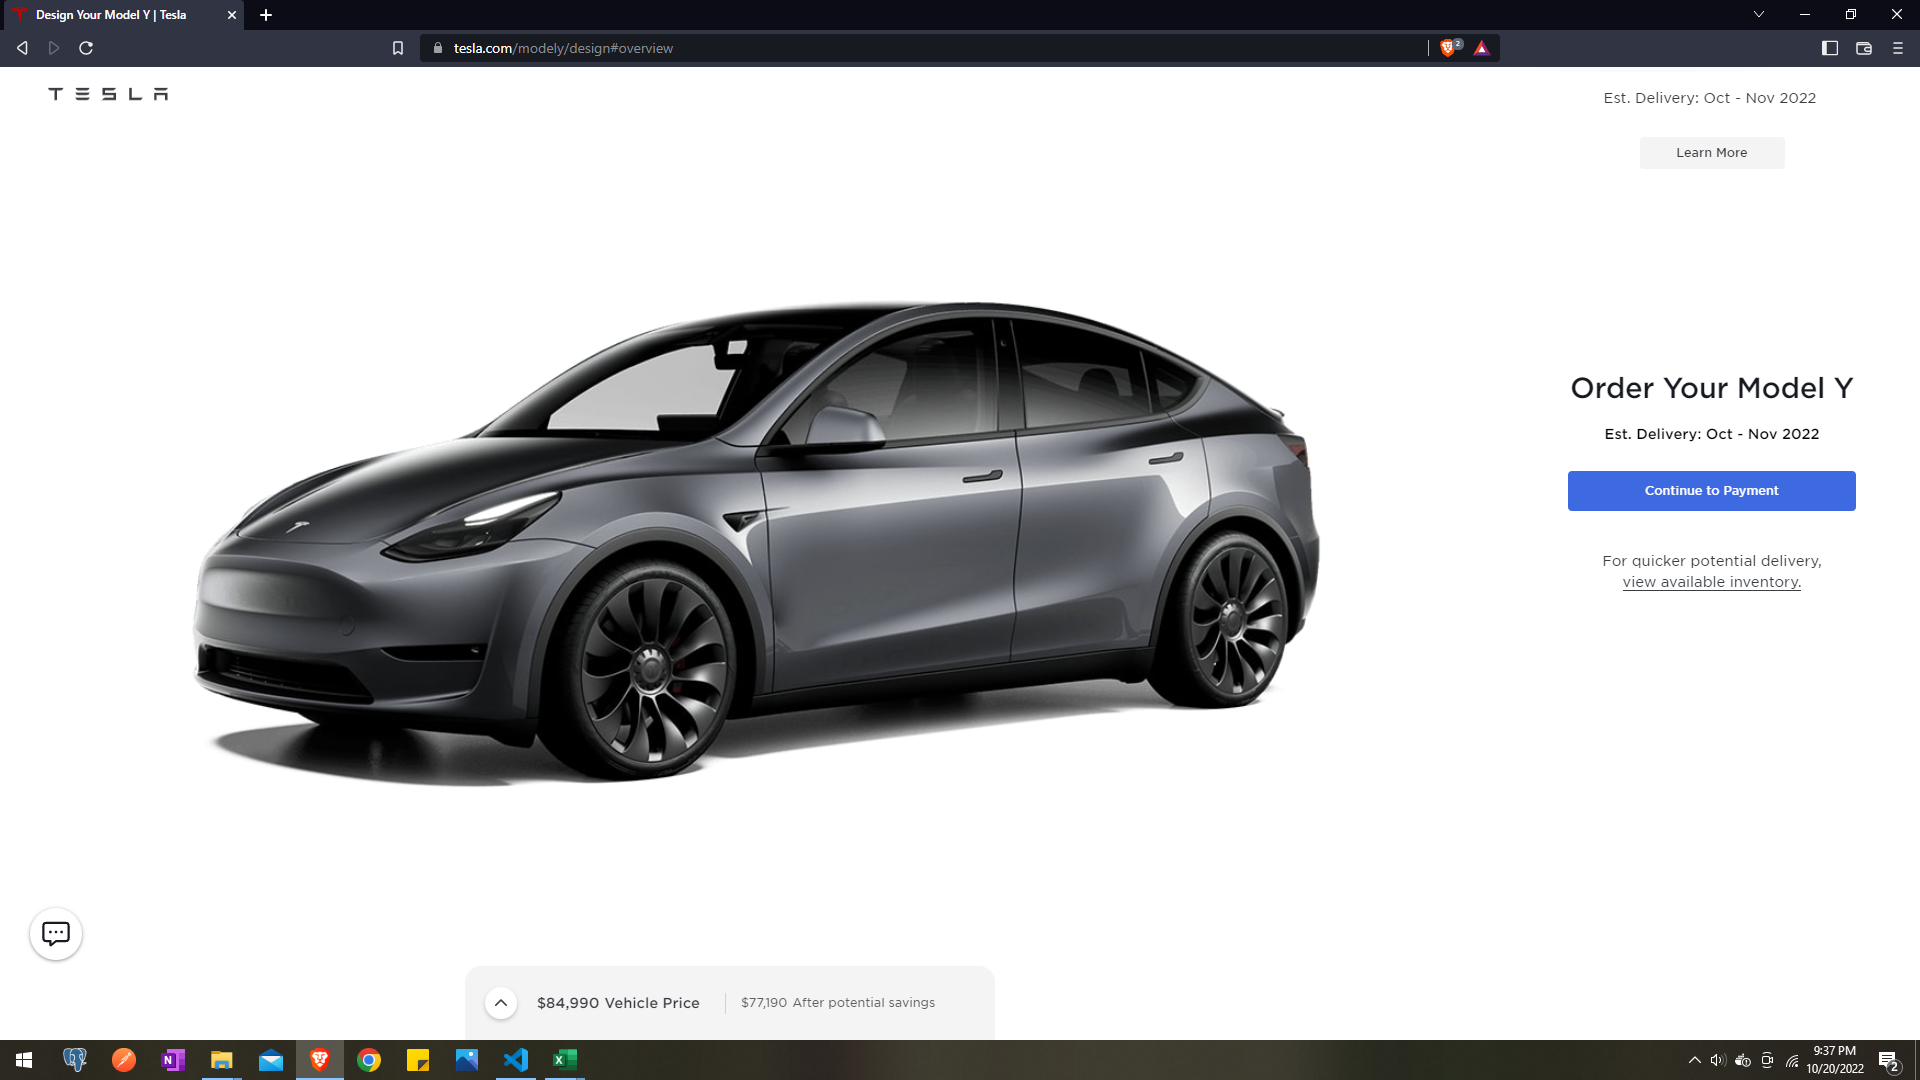 Design Your Model Y | Tesla
tesla.com/modely/design#overview
2
TESLA
Est. Delivery: Oct - Nov 2022
Learn More
Order Your Model Y
Est. Delivery: Oct - Nov 2022
Continue to Payment
For quicker potential delivery,
view available inventory.
$84,990 Vehicle Price
$77,190 After potential savings
N
X
9:37 PM
10/20/2022
2